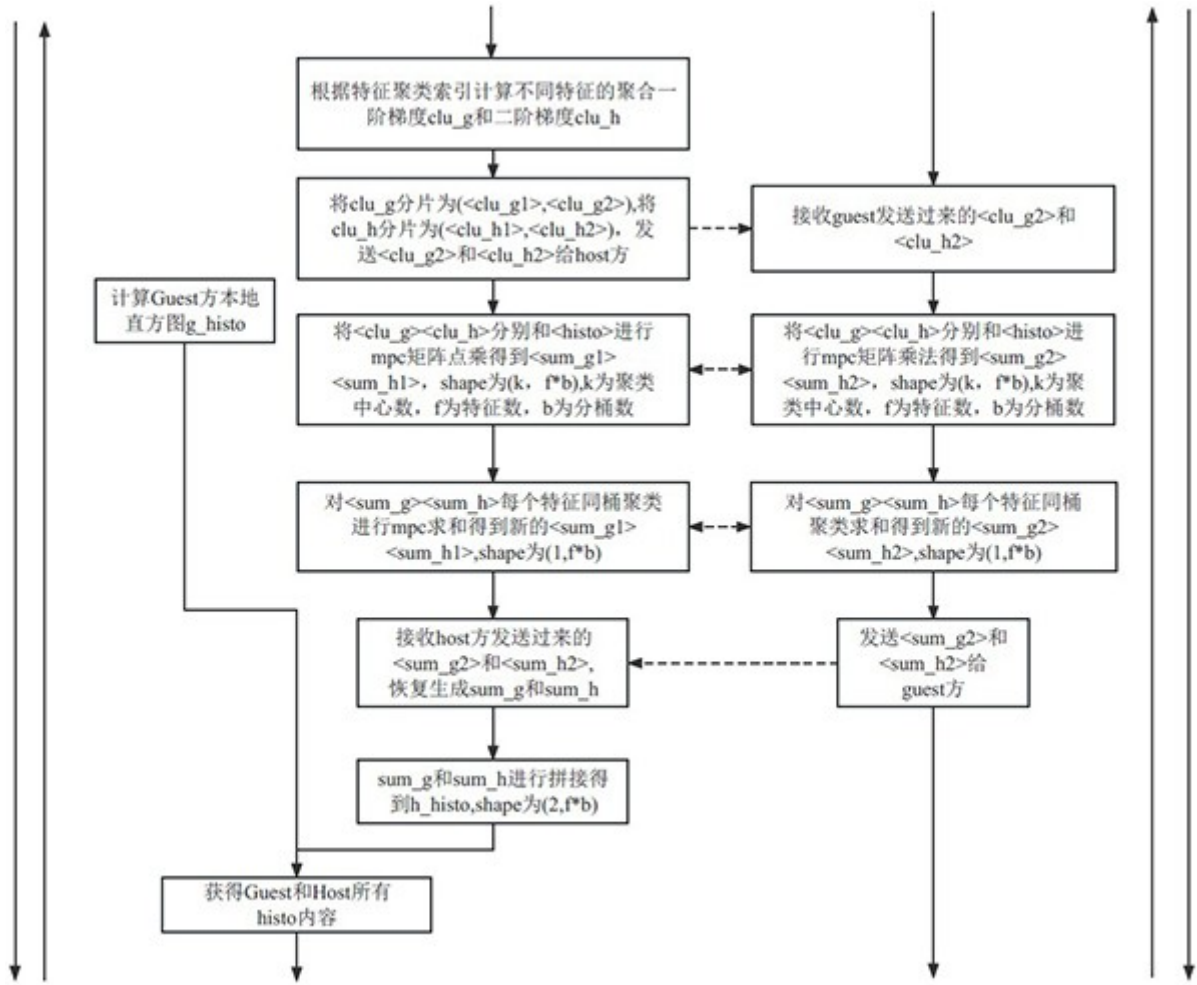 根据特征聚类索引计算不同特征的聚合一
阶梯度clu_g和二阶梯度clu_h
将clu_g分片为(<clu_g1>,<clu_g2>),将
clu_h分片为(<clu_h1>,<clu_h2>)，发
送<clu_g2>和<clu_h2>给host方
接收guest发送过来的<clu_g2>和
<clu_h2>
计算Guest方本地
直方图g_histo
将<clu_g><clu_h>分别和<histo>进行
mpc矩阵点乘得到<sum_g1>
<sum_h1>，shape为(k，f*b),k为聚类
中心数，f为特征数，b为分桶数
将<clu_g><clu_h>分别和<histo>进
行mpc矩阵乘法得到<sum_g2>
<sum_h2>，shape为(k，f*b),k为聚
类中心数，f为特征数，b为分桶数
对<sum_g><sum_h>每个特征同桶聚类
进行mpc求和得到新的<sum_g1>
<sum_h1>,shape为(1,f*b)
对<sum_g><sum_h>每个特征同桶
聚类求和得到新的<sum_g2>
<sum_h2>,shape为(1,f*b)
接收host方发送过来的
<sum_g2>和<sum_h2>,
恢复生成sum_g和sum_h
发送<sum_g2>和
<sum_h2>给
guest方
sum_g和sum_h进行拼接得
到h_histo,shape为(2,f*b)
获得Guest和Host所有
histo内容